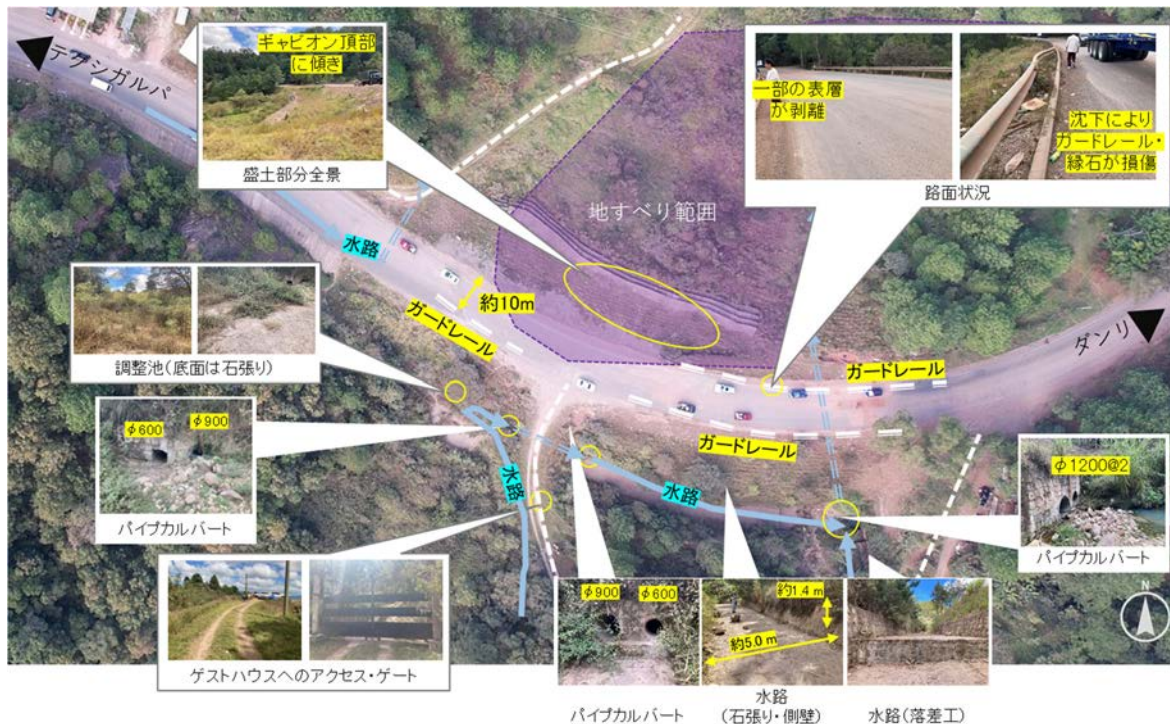 テグシガルパ
ギャビオン頂部
に傾き
盛土部分全景
一部の表層
が剥離
沈下により
ガードレール・
縁石が損傷
路面状況
地すべり範囲
水路
約10m
ガードレール
ダンリ
ガードレール
ガードレール
調整池(底面は石張り)
φ600
φ900
パイプカルバート
水路
水路
φ1200@2
パイプカルバート
N
ゲストハウスへのアクセス・ゲート
φ900
φ600
パイプカルバート
約1.4 m
約5.0 m
水路
(石張り・側壁)
水路(落差工)